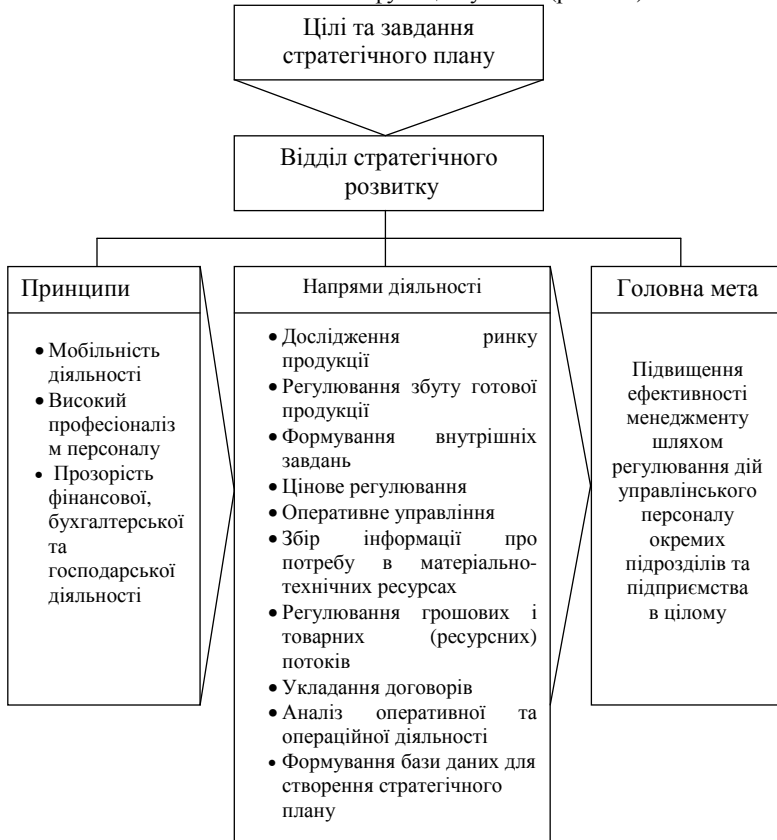 Цілі та завдання
стратегічного плану
Відділ стратегічного
розвитку
Принципи
• Мобільність
діяльності
• Високий
професіоналіз
м персоналу
• Прозорість
фінансової,
бухгалтерської
та
господарської
діяльності
Напрями діяльності
• Дослідження ринку
продукції
• Регулювання збуту готової
продукції
• Формування внутрішніх
завдань
• Цінове регулювання
• Оперативне управління
• Збір інформації про
потребу в матеріально-
технічних ресурсах
• Регулювання грошових і
товарних (ресурсних)
потоків
• Укладання договорів
• Аналіз оперативної та
операційної діяльності
• Формування бази даних для
створення стратегічного
плану
Головна мета
Підвищення
ефективності
менеджменту
шляхом
регулювання дій
управлінського
персоналу
окремих
підрозділів та
підприємства
в цілому